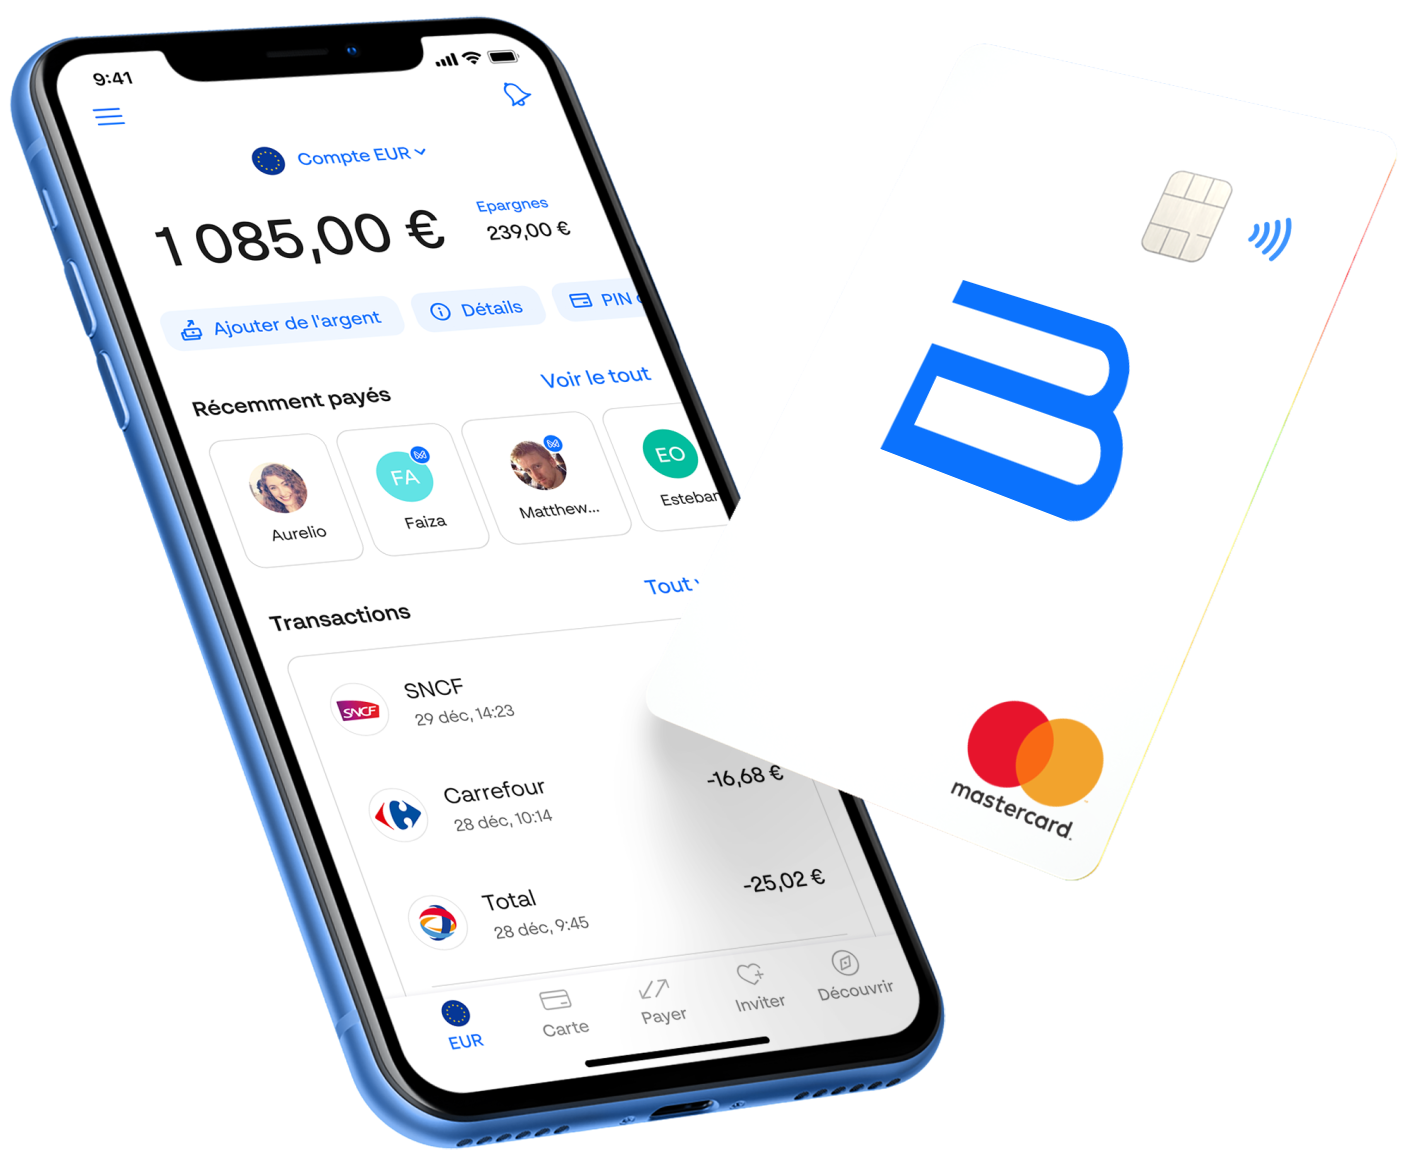 9:41
Compte EUR
1 085,00 €
Epargnes
239,00 €
Ajouter de l'argent
Détails
PIN
Récemment payés
Voir le tout
FA
EO
Aurelio
Faiza
Matthew...
Esteban
Transactions
Tout
SNCF
SNCF
29 déc, 14:23
Carrefour
28 déc, 10:14
-16,68 €
Total
28 déc, 9:45
-25,02 €
EUR
Carte
Payer
Inviter
Découvrir
B
mastercard.